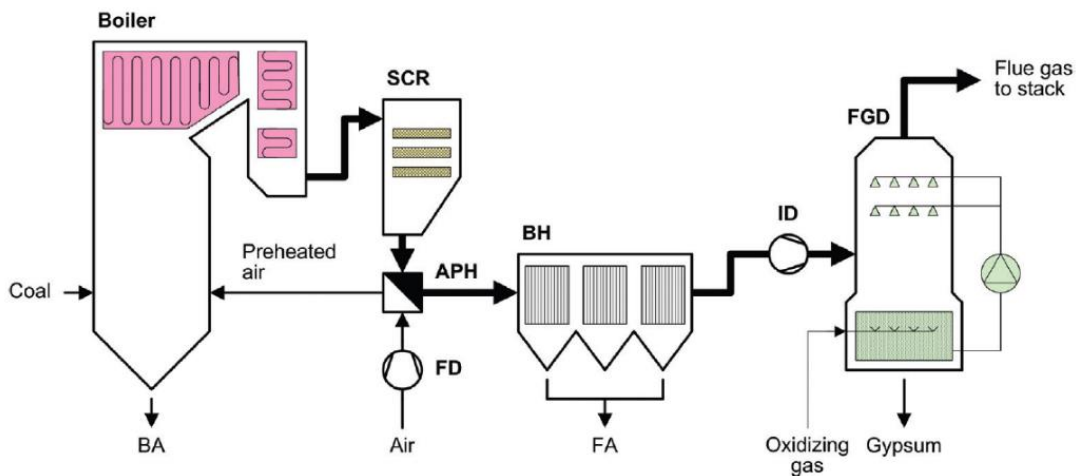 Boiler
SCR
Flue gas
to stack
FGD
ID
BH
Preheated
air
APH
Coal
FD
BA
Air
FA
Oxidizing
gas
Gypsum